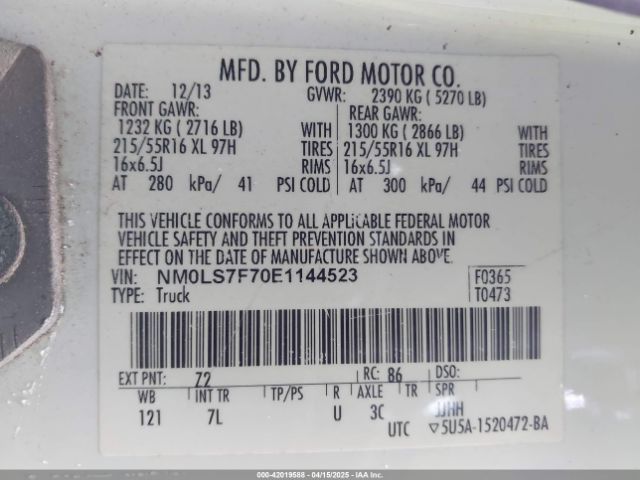 MFD. BY FORD MOTOR CO.
DATE: 12/13 GVWR: 2390 KG ( 5270 LB)
FRONT GAWR: REAR GAWR:
1232 KG ( 2716 LB) WITH 1300 KG ( 2866 LB) WITH
215/55R16 XL 97H TIRES 215/55R16 XL 97H TIRES
16x6.5J RIMS 16x6.5J RIMS
AT 280 kPa/ 41 PSI COLD AT 300 kPa/ 44 PSI COLD
THIS VEHICLE CONFORMS TO ALL APPLICABLE FEDERAL MOTOR
VEHICLE SAFETY AND THEFT PREVENTION STANDARDS IN
EFFECT ON THE DATE OF MANUFACTURE SHOWN ABOVE.
VIN: NM0LS7F70E1144523 F0365
TYPE: Truck T0473
EXT PNT: Z2 RC: 86 DSO:
WB INT TR TP/PS R AXLE TR SPR
121 7L U 3C JJHH
UTC ▽5U5A-1520472-BA
000-42019588 - 04/15/2025 - IAAI.COM